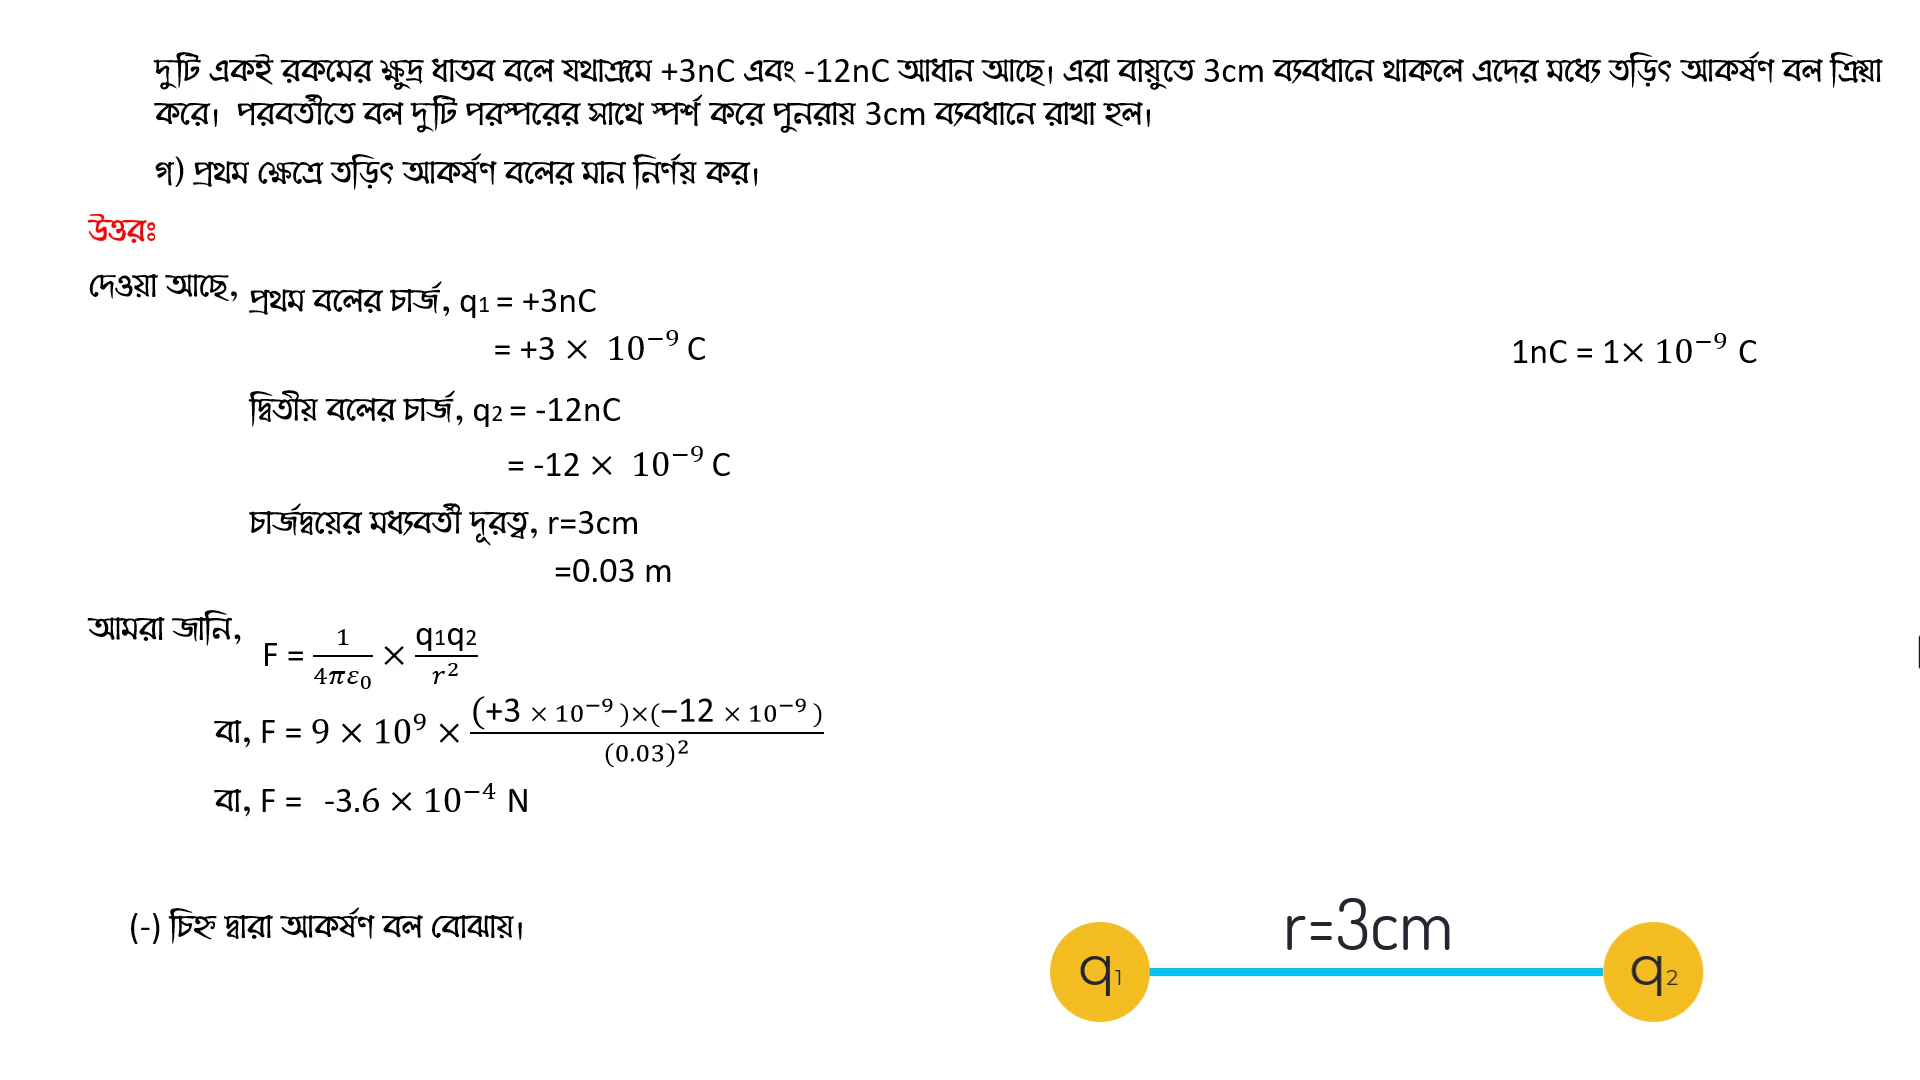 দুটি একই রকমের ক্ষুদ্র ধাতব বলে যথাক্রমে +3nC এবং -12nC আধান আছে। এরা বায়ুতে 3cm ব্যবধানে থাকলে এদের মধ্যে তড়িৎ আকর্ষণ বল ক্রিয়া
করে। পরবর্তীতে বল দুটি পরস্পরের সাথে স্পর্শ করে পুনরায় 3cm ব্যবধানে রাখা হল।
গ) প্রথম ক্ষেত্রে তড়িৎ আকর্ষণ বলের মান নির্ণয় কর।
উত্তরঃ
দেওয়া আছে, প্রথম বলের চার্জ, q₁ = +3nC
= +3 × 10⁻⁹ C
1nC = 1× 10⁻⁹ C
দ্বিতীয় বলের চার্জ, q₂ = -12nC
= -12 × 10⁻⁹ C
চার্জদ্বয়ের মধ্যবর্তী দূরত্ব, r=3cm
=0.03 m
আমরা জানি, F = 1/(4πε₀) × q₁q₂/r²
বা, F = 9 × 10⁹ × (+3 × 10⁻⁹ )×(−12 × 10⁻⁹ )/(0.03)²
বা, F = -3.6 × 10⁻⁴ N
(-) চিহ্ন দ্বারা আকর্ষণ বল বোঝায়।
r=3cm
q₁ q₂